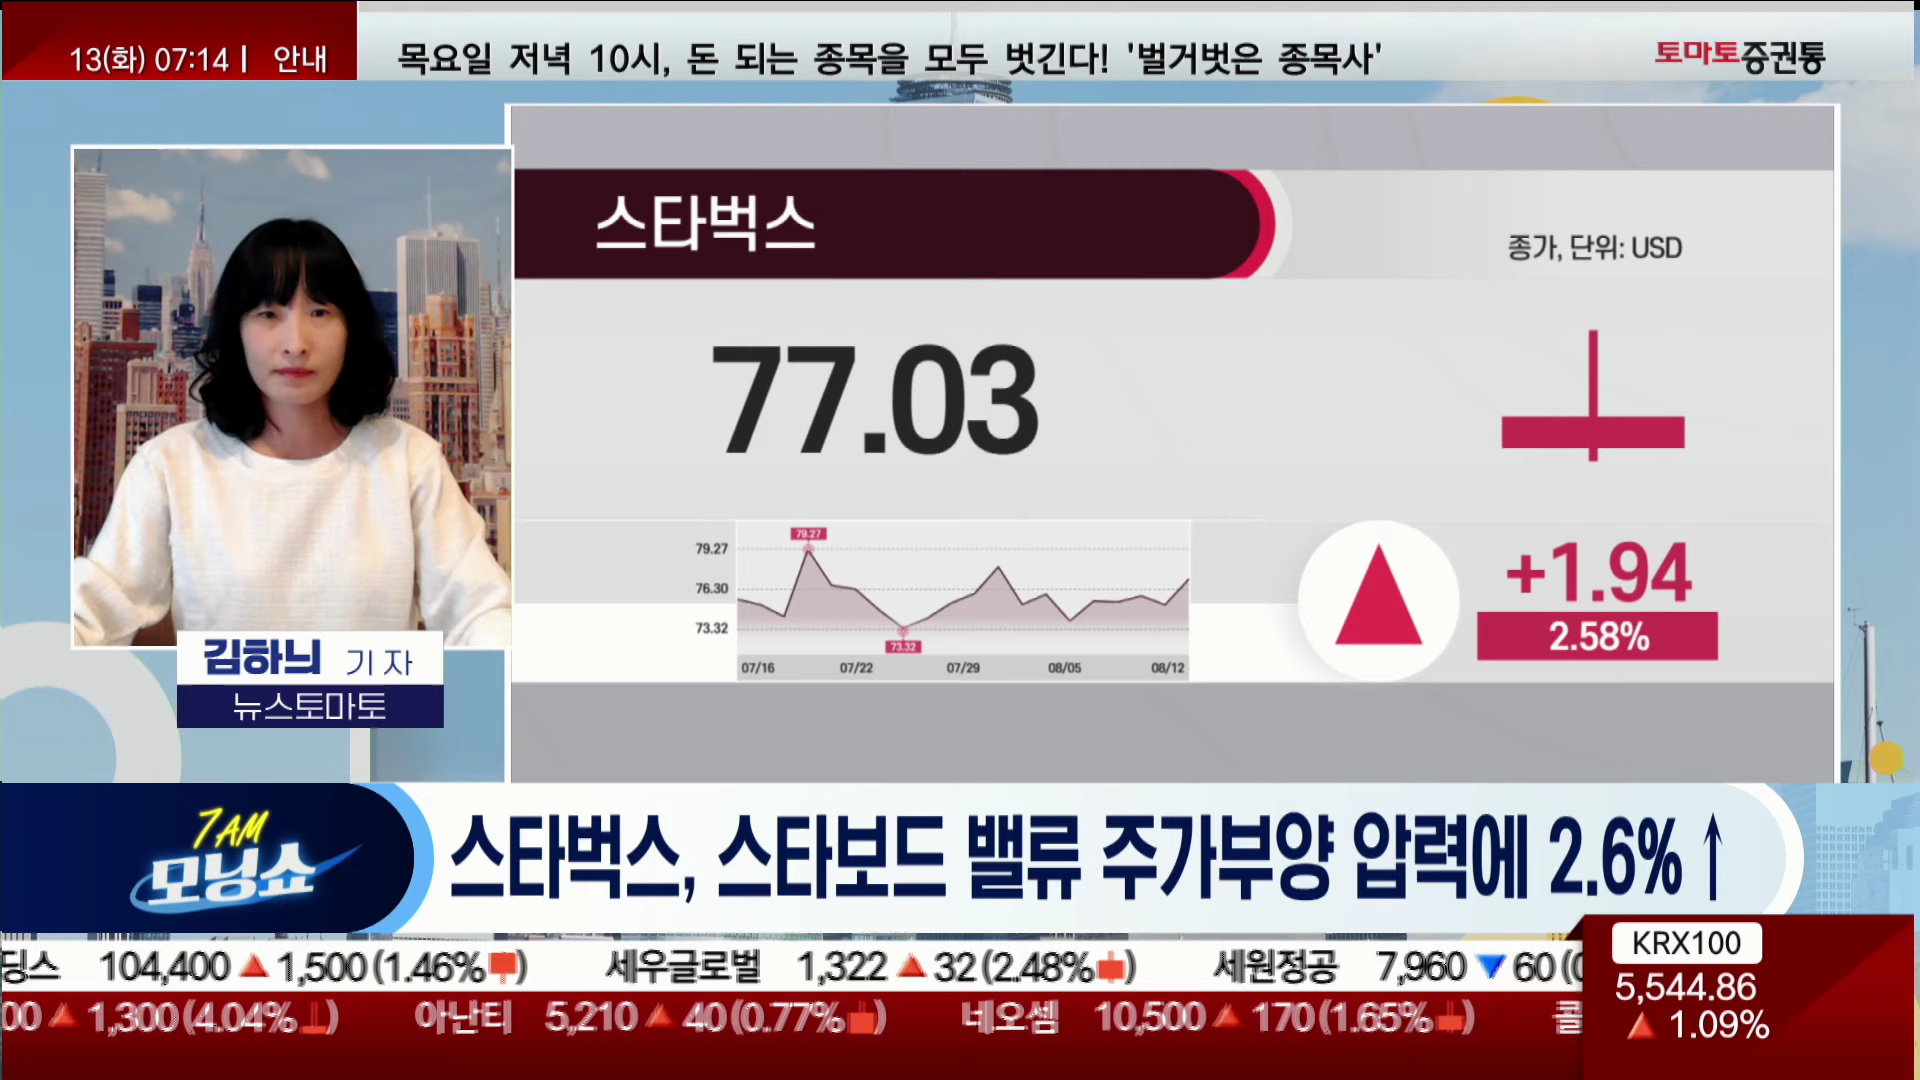 13(화) 07:14 | 안내
목요일 저녁 10시, 돈 되는 종목을 모두 벗긴다! '벌거벗은 종목사'
토마토증권통
스타벅스
종가, 단위: USD
77.03
79.27
79.27
76.30
73.32
73.32
07/16 07/22 07/29 08/05 08/12
+1.94
2.58%
김하늬 기자
뉴스토마토
7 AM
모닝쇼
스타벅스, 스타보드 밸류 주가부양 압력에 2.6%↑
딩스 104,400 ▲ 1,500 (1.46% ) 세우글로벌 1,322 ▲ 32 (2.48% ) 세원정공 7,960 ▼ 60 (0
00 ▲ 1,300 (4.04% ) 아난티 5,210 ▲ 40 (0.77% ) 네오셈 10,500 ▲ 170 (1.65% )
KRX100
5,544.86
▲ 1.09%